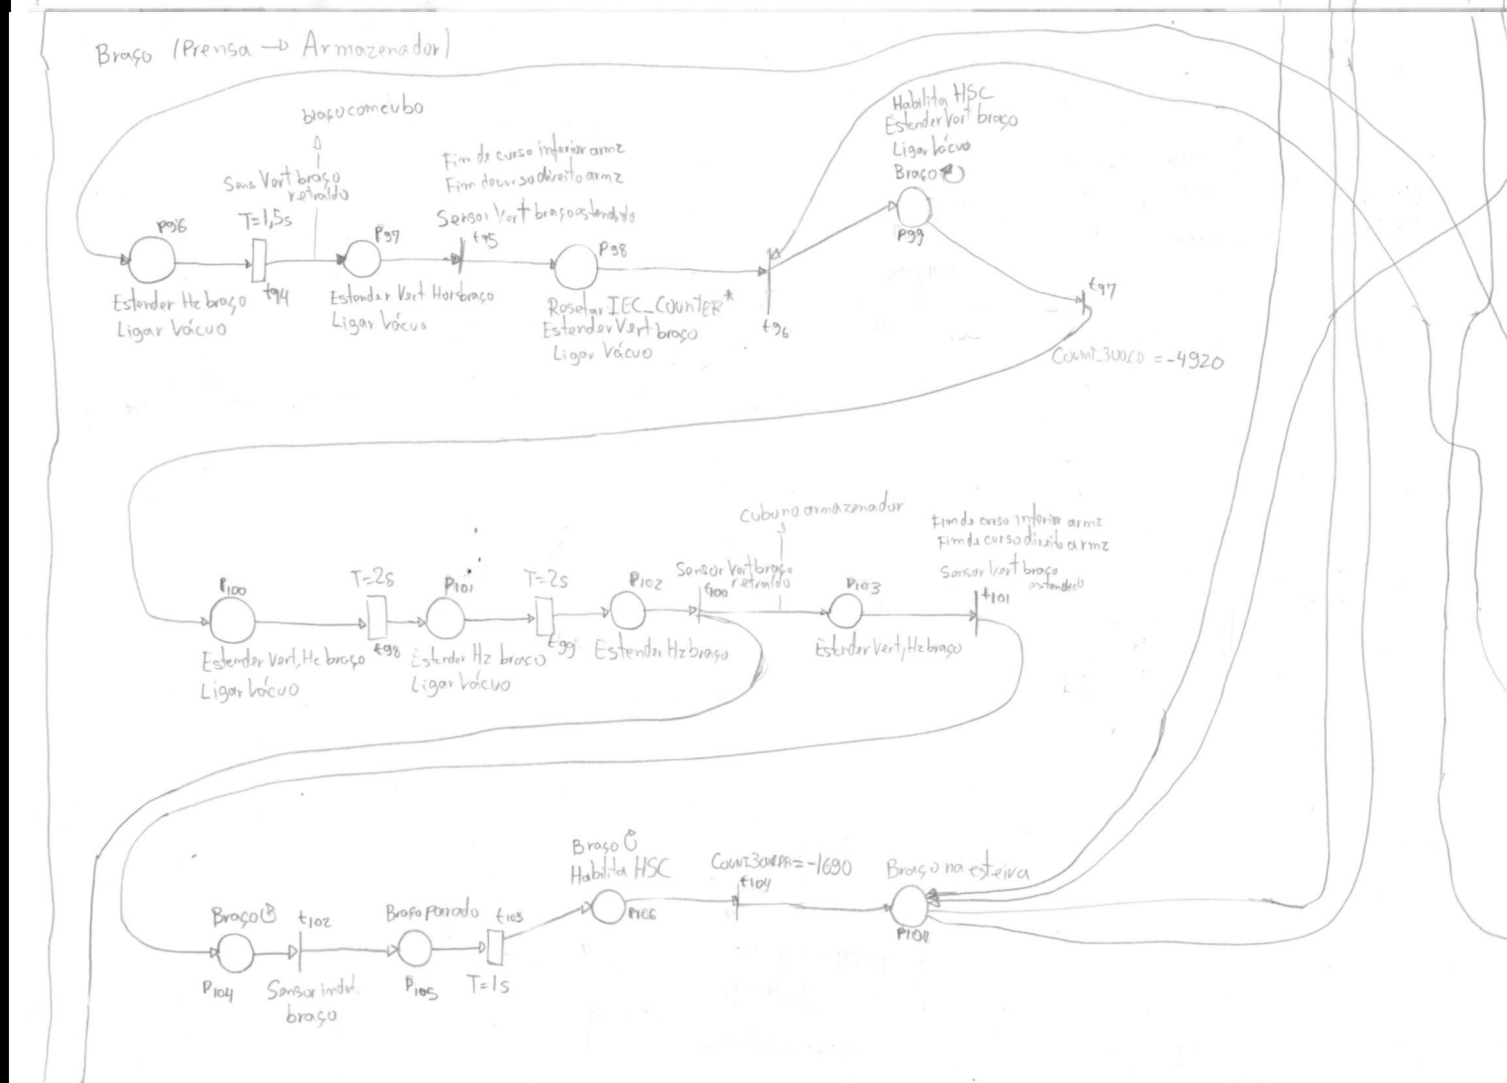 Braço (Prensa → Armazenador)
braço com cubo
Sens Vert braço
retraído
T=1,5s
P96
t94
Estender Hz braço
Ligar Vácuo
P97
Estender Vert braço
Ligar Vácuo
Fim de curso inferior armz
Fim de curso direito armz
Sensor Vert braço estendido
t95
P98
Resetar IEC_COUNTER*
Estender Vert braço
Ligar Vácuo
t96
Habilita HSC
Estender Vert braço
Ligar Vácuo
Braço
P99
t97
= -4920
P100
Estender Vert, Hz braço
Ligar Vácuo
T=2s
t98
P101
Estender Hz braço
Ligar Vácuo
T=2s
t99
P102
Estender Hz braço
Sensor Vert braço
retraído
t100
cubo no armazenador
P103
Estender Vert, Hz braço
Fim de curso inferior armz
Fim de curso direito armz
Sensor Vert braço
estendido
t101
Braço
P104
t102
Sensor indut.
braço
Braço parado
P105
t103
T=1s
Braço
Habilita HSC
P106
= -1690
t104
Braço na esteira